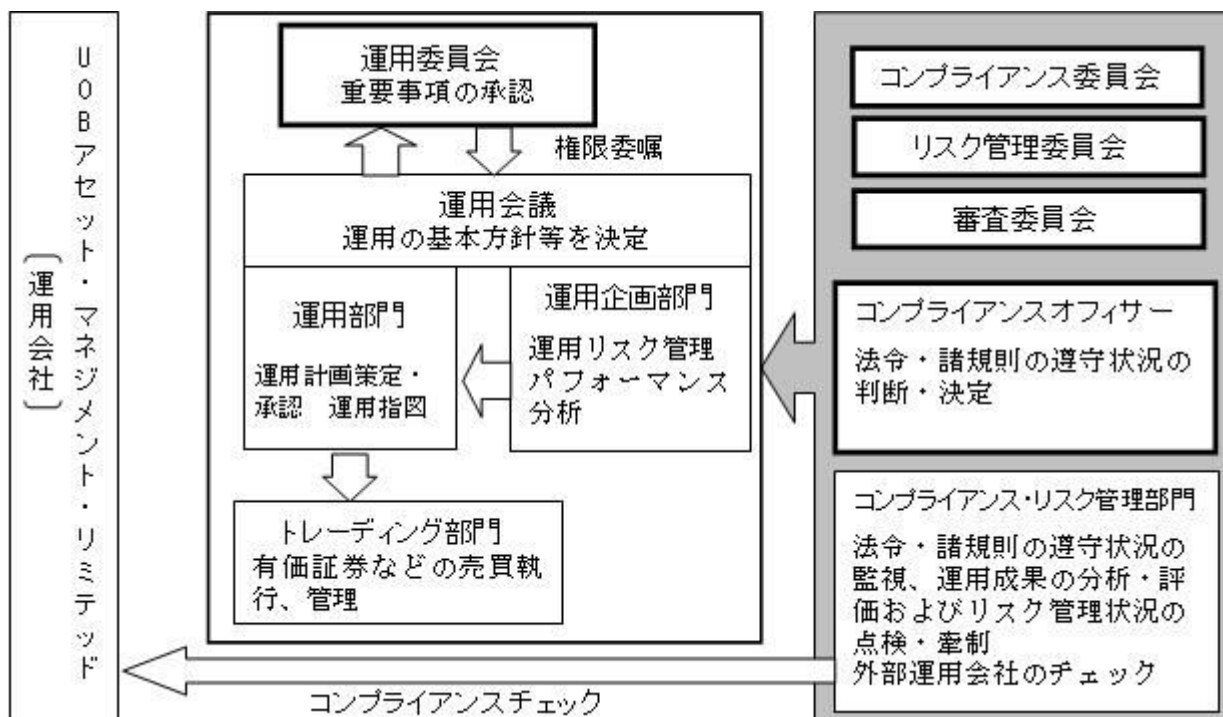 UOBアセット・マネジメント・リミテッド
〔運用会社〕
運用委員会
重要事項の承認
権限委嘱
運用会議
運用の基本方針等を決定
運用部門
運用計画策定・
承認　運用指図
運用企画部門
運用リスク管理
パフォーマンス
分析
トレーディング部門
有価証券などの売買執
行、管理
コンプライアンス委員会
リスク管理委員会
審査委員会
コンプライアンスオフィサー
法令・諸規則の遵守状況の
判断・決定
コンプライアンス・リスク管理部門
法令・諸規則の遵守状況の
監視、運用成果の分析・評
価およびリスク管理状況の
点検・牽制
外部運用会社のチェック
コンプライアンスチェック